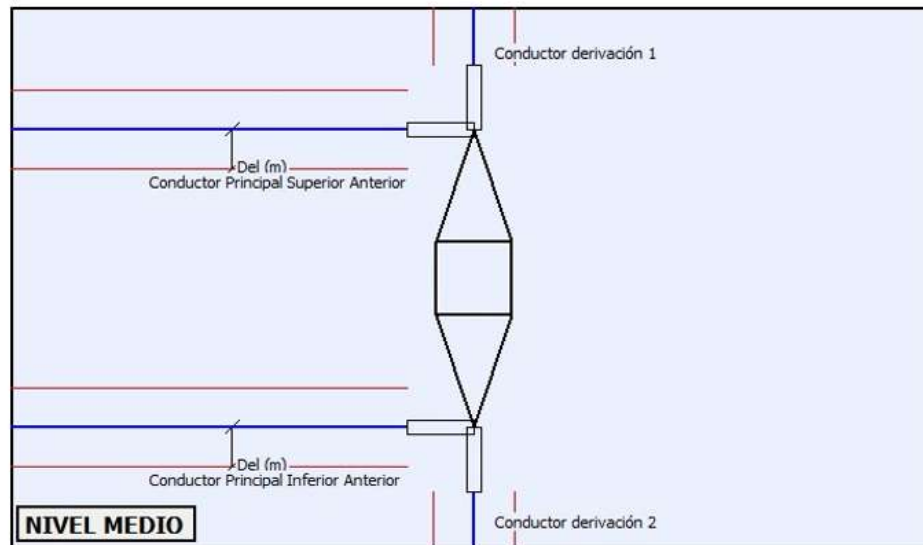 Conductor derivación 1
Del (m)
Conductor Principal Superior Anterior
Del (m)
Conductor Principal Inferior Anterior
NIVEL MEDIO
Conductor derivación 2